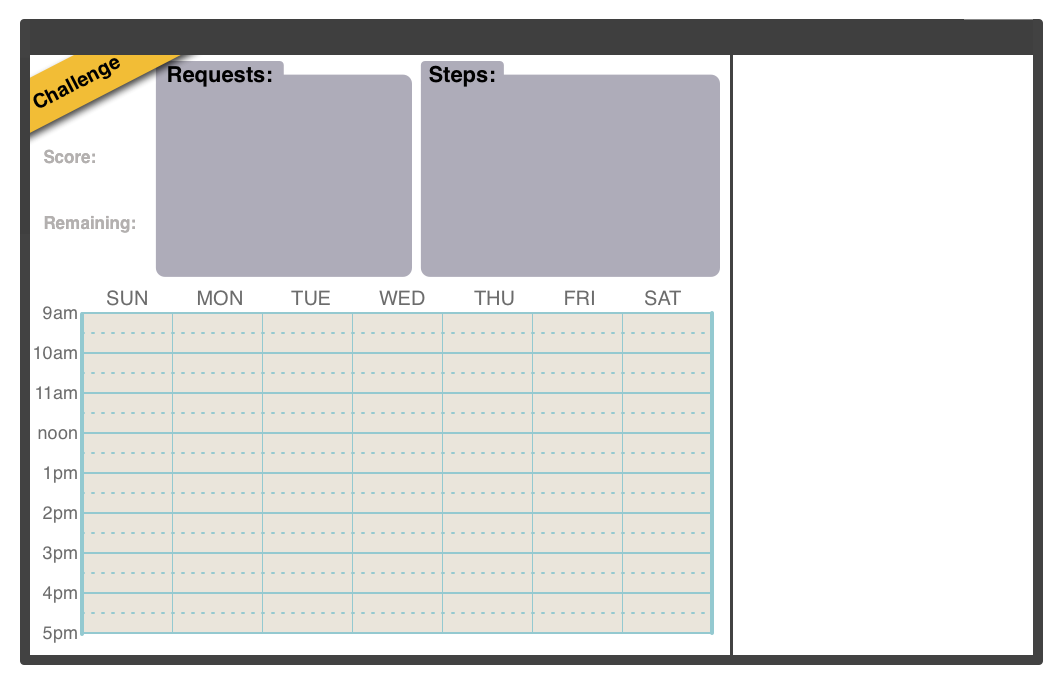 Challenge
Requests:
Steps:
Score:
Remaining:
SUN MON TUE WED THU FRI SAT
9am
10am
11am
noon
1pm
2pm
3pm
4pm
5pm